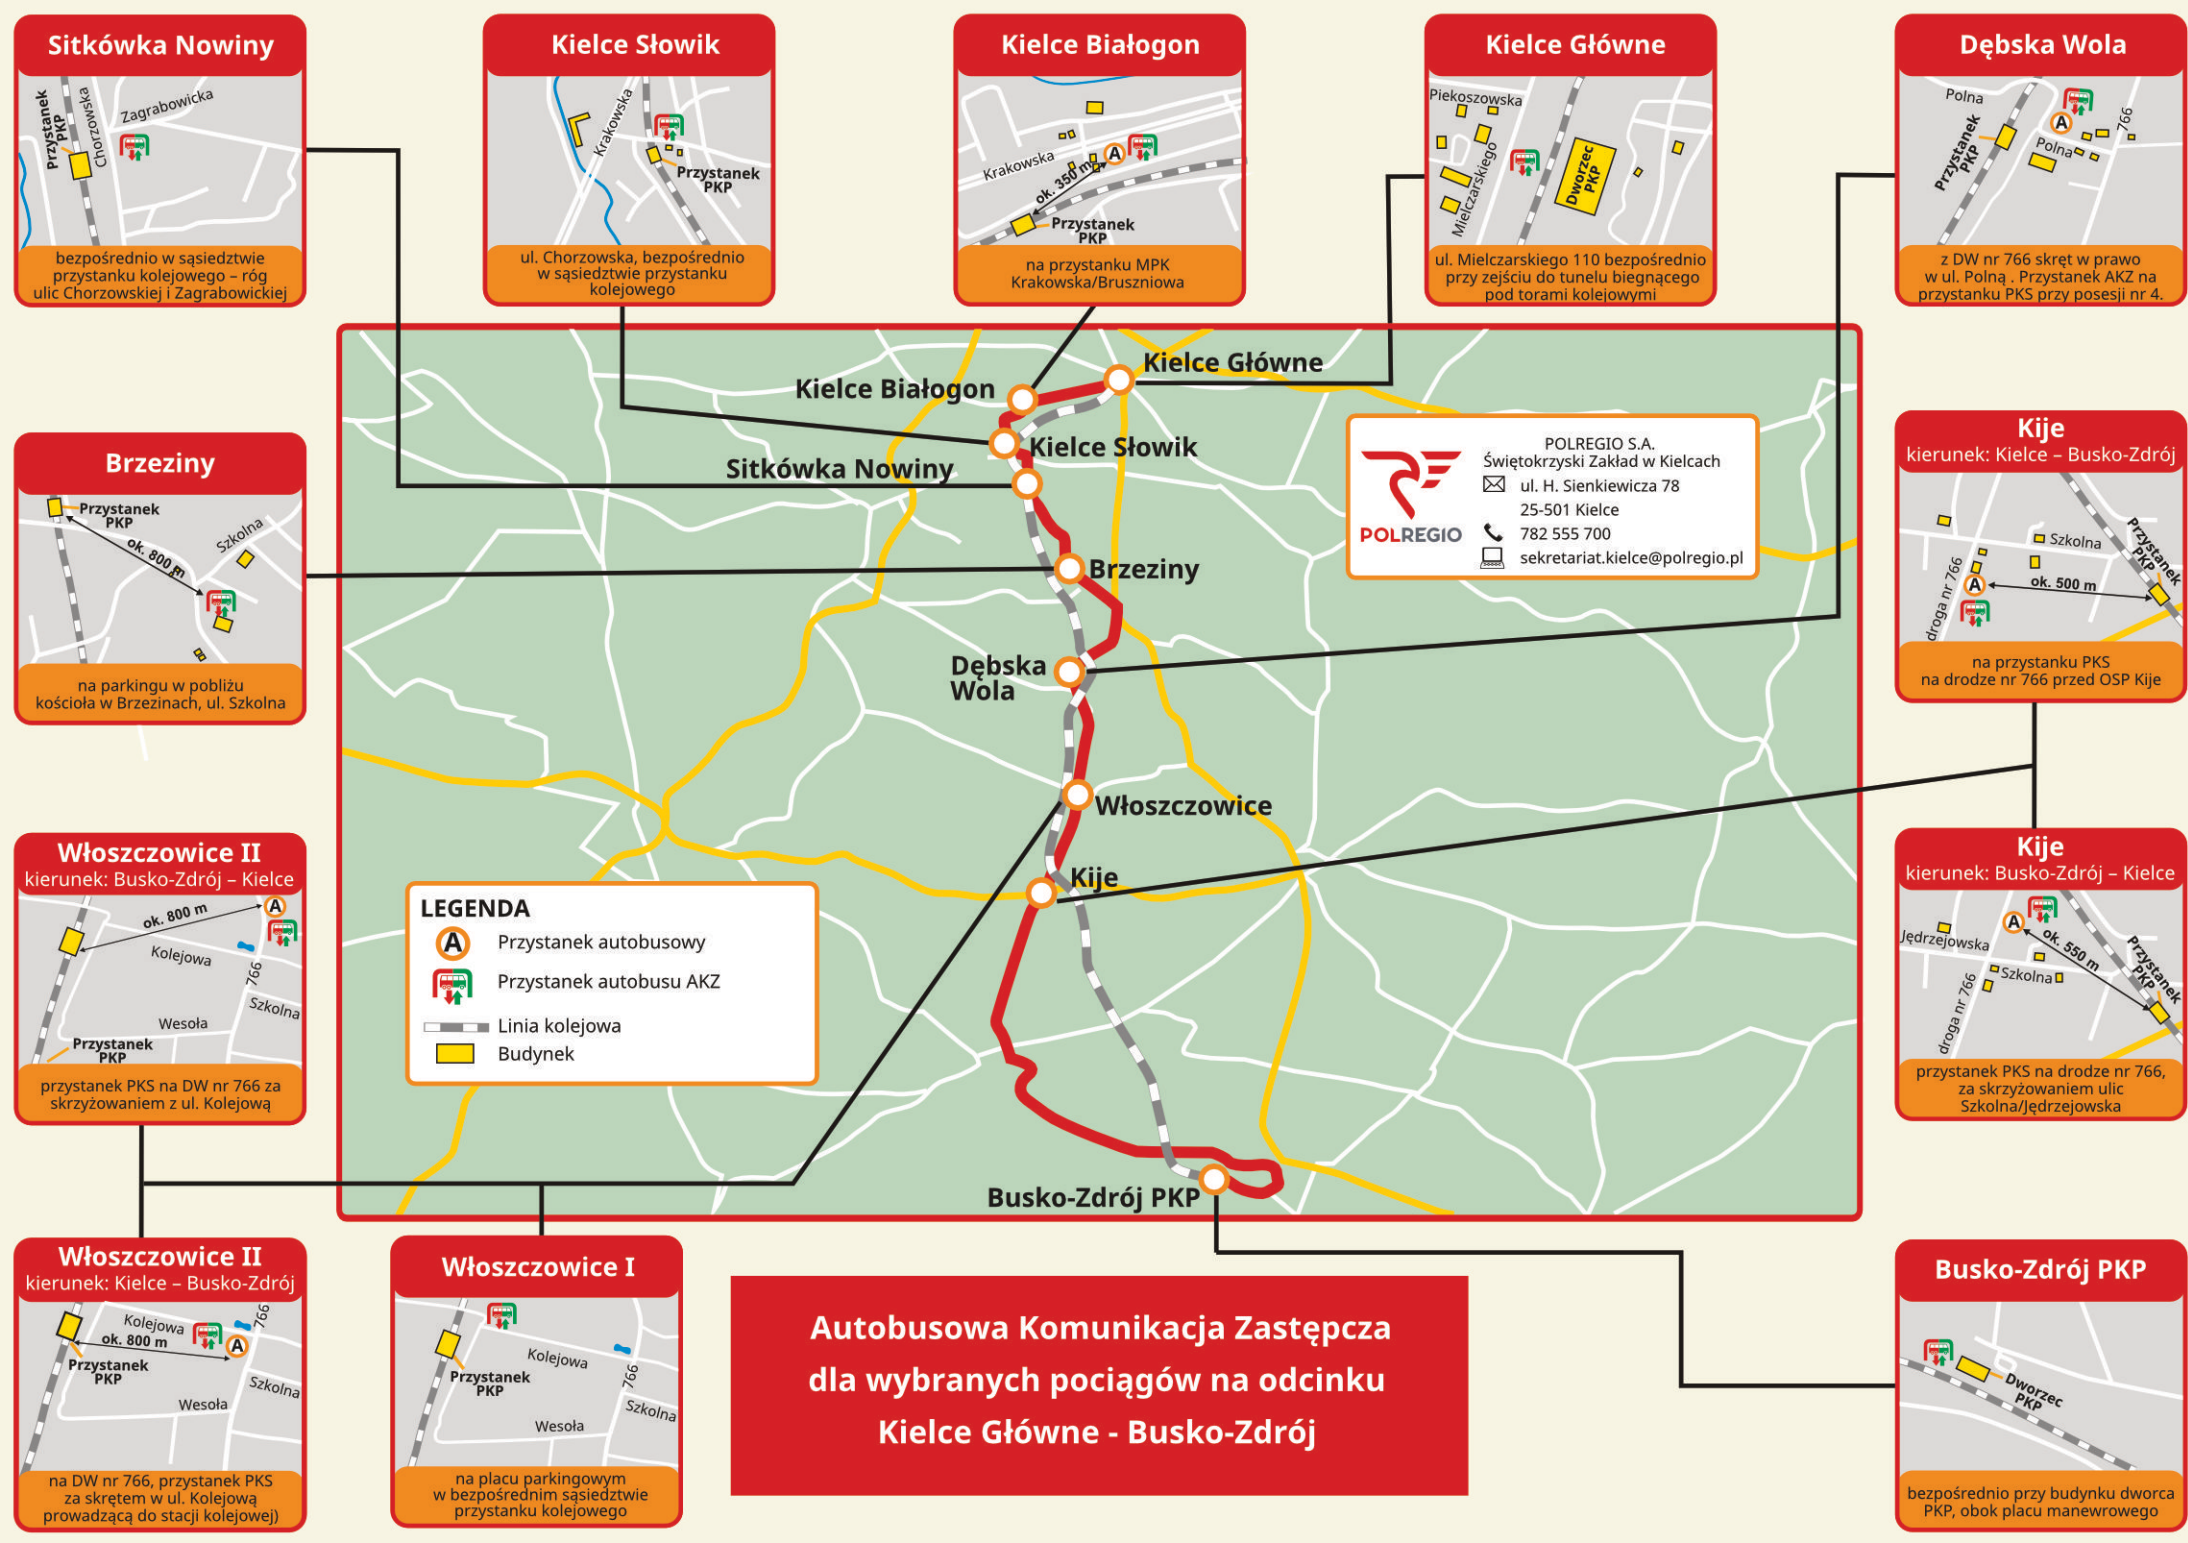 Sitkówka Nowiny
Przystanek
PKP
Chorzowska
Zagrabowicka
bezpośrednio w sąsiedztwie
przystanku kolejowego – róg
ulic Chorzowskiej i Zagrabowickiej
Kielce Słowik
Krakowska
Przystanek
PKP
ul. Chorzowska, bezpośrednio
w sąsiedztwie przystanku
kolejowego
Kielce Białogon
Krakowska
A
ok. 350 m
Przystanek
PKP
na przystanku MPK
Krakowska/Bruszniowa
Kielce Główne
Piekoszowska
Mielczarskiego
Dworzec
PKP
ul. Mielczarskiego 110 bezpośrednio
przy zejściu do tunelu biegnącego
pod torami kolejowymi
Dębska Wola
Polna
A
766
Przystanek
PKP
Polna
z DW nr 766 skręt w prawo
w ul. Polną . Przystanek AKZ na
przystanku PKS przy posesji nr 4.
Brzeziny
Przystanek
PKP
ok. 800 m
Szkolna
na parkingu w pobliżu
kościoła w Brzezinach, ul. Szkolna
Kielce Główne
Kielce Białogon
Kielce Słowik
Sitkówka Nowiny
Brzeziny
Dębska
Wola
Włoszczowice
Kije
Busko-Zdrój PKP
POLREGIO
POLREGIO S.A.
Świętokrzyski Zakład w Kielcach
ul. H. Sienkiewicza 78
25-501 Kielce
782 555 700
sekretariat.kielce@polregio.pl
Kije
kierunek: Kielce – Busko-Zdrój
Szkolna
Przystanek
PKP
droga nr 766
A
ok. 500 m
na przystanku PKS
na drodze nr 766 przed OSP Kije
Włoszczowice II
kierunek: Busko-Zdrój – Kielce
ok. 800 m
A
Kolejowa
766
Szkolna
Wesoła
Przystanek
PKP
przystanek PKS na DW nr 766 za
skrzyżowaniem z ul. Kolejową
LEGENDA
A
Przystanek autobusowy
Przystanek autobusu AKZ
Linia kolejowa
Budynek
Kije
kierunek: Busko-Zdrój – Kielce
A
Jędrzejowska
ok. 550 m
Przystanek
PKP
Szkolna
droga nr 766
przystanek PKS na drodze nr 766,
za skrzyżowaniem ulic
Szkolna/Jędrzejowska
Włoszczowice II
kierunek: Kielce – Busko-Zdrój
Kolejowa
766
ok. 800 m
A
Przystanek
PKP
Szkolna
Wesoła
na DW nr 766, przystanek PKS
za skrętem w ul. Kolejową
prowadzącą do stacji kolejowej)
Włoszczowice I
Kolejowa
Przystanek
PKP
766
Szkolna
Wesoła
na placu parkingowym
w bezpośrednim sąsiedztwie
przystanku kolejowego
Autobusowa Komunikacja Zastępcza
dla wybranych pociągów na odcinku
Kielce Główne - Busko-Zdrój
Busko-Zdrój PKP
Dworzec
PKP
bezpośrednio przy budynku dworca
PKP, obok placu manewrowego